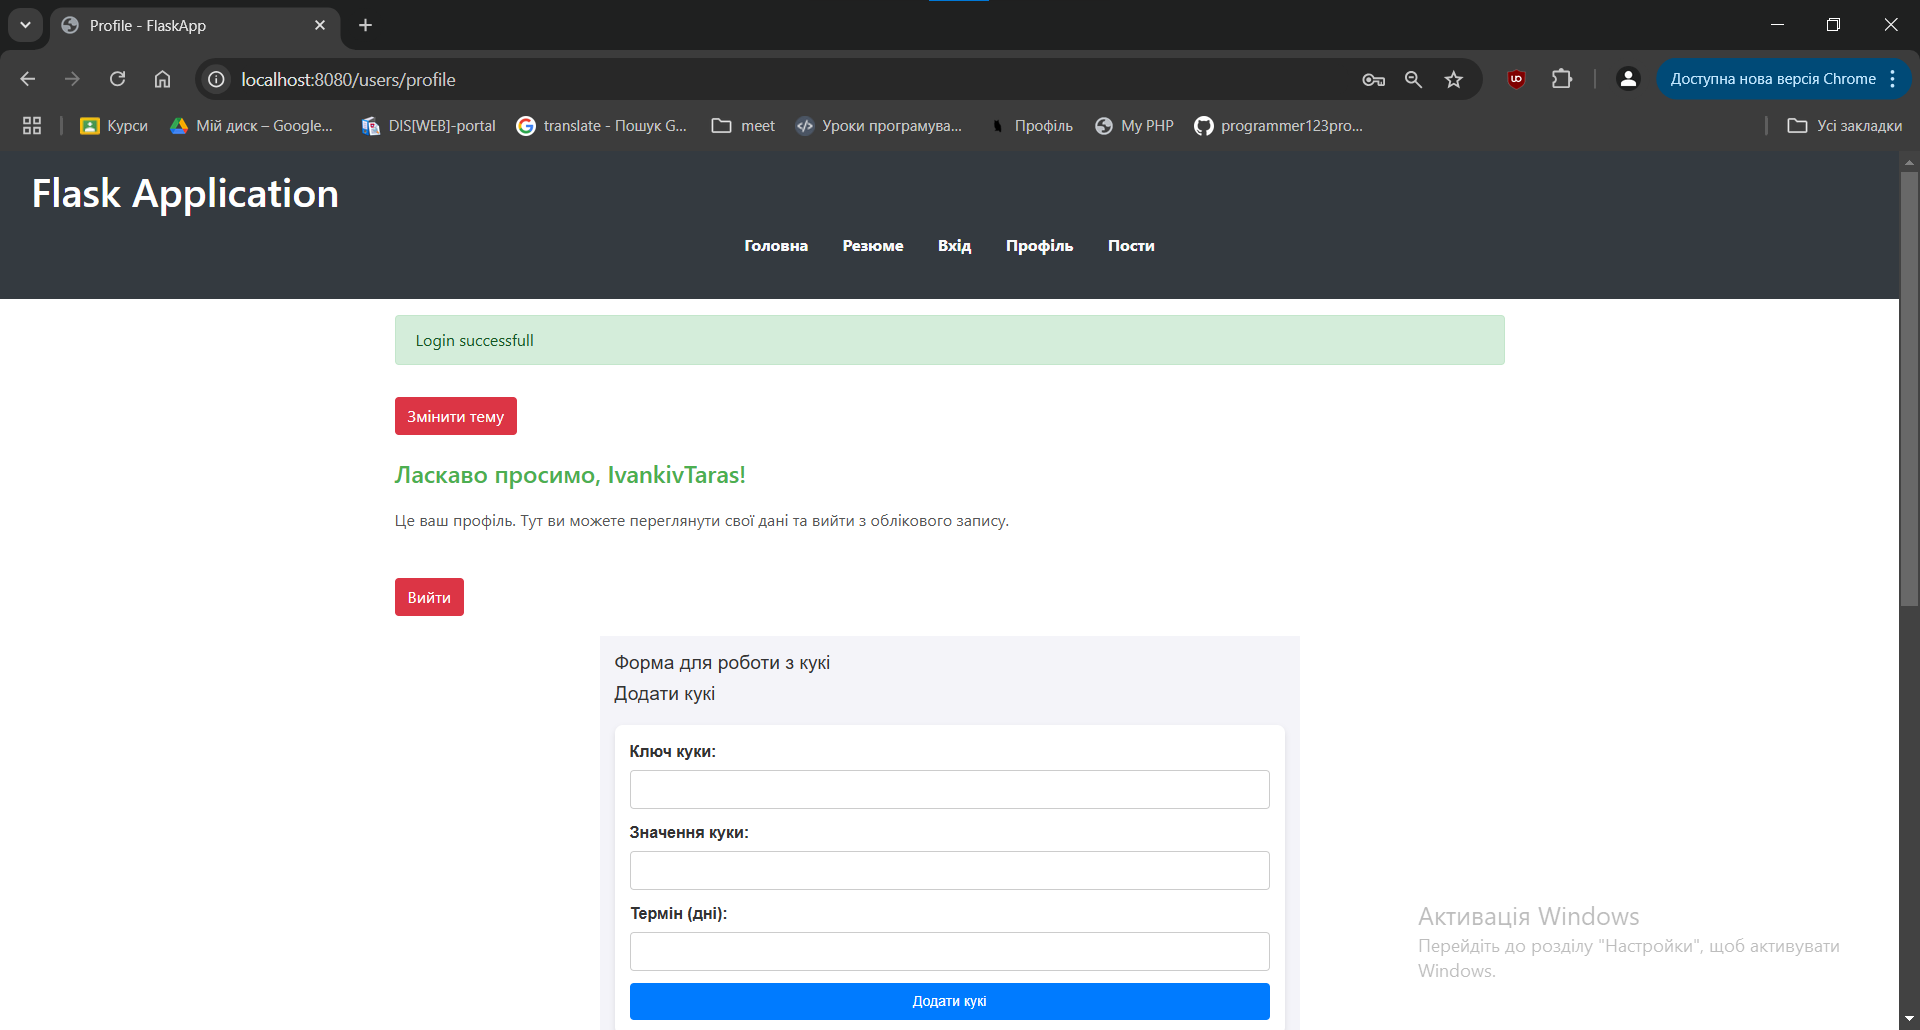 Profile - FlaskApp
localhost:8080/users/profile
Доступна нова версія Chrome
Курси
Мій диск – Google...
DIS[WEB]-portal
translate - Пошук G...
meet
Уроки програмува...
Профіль
My PHP
programmer123pro...
Усі закладки
Flask Application
Головна Резюме Вхід Профіль Пости
Login successfull
Змінити тему
Ласкаво просимо, IvankivTaras!
Це ваш профіль. Тут ви можете переглянути свої дані та вийти з облікового запису.
Вийти
Форма для роботи з кукі
Додати кукі
Ключ куки:
Значення куки:
Термін (дні):
Додати кукі
Активація Windows
Перейдіть до розділу "Настройки", щоб активувати
Windows.